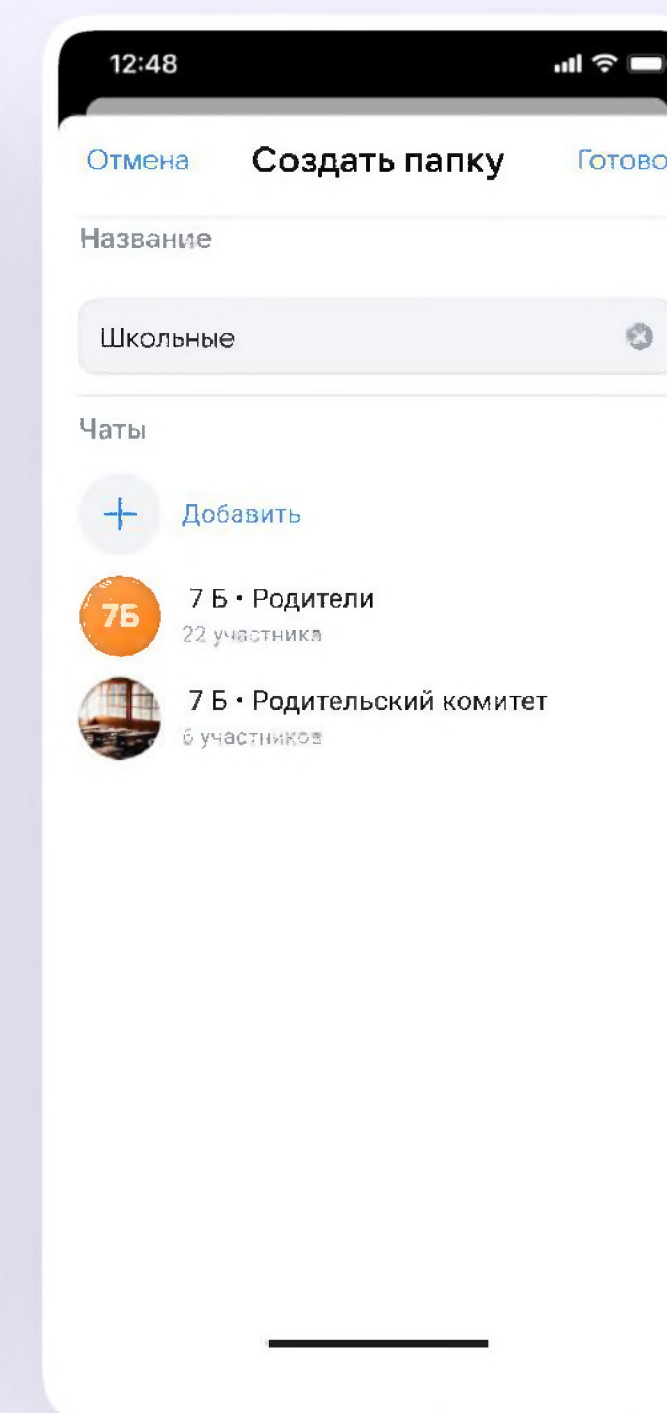 12:48
Отмена Создать папку Готово
Название
Школьные
Чаты
Добавить
7Б
7 Б • Родители
22 участника
7 Б • Родительский комитет
6 участников